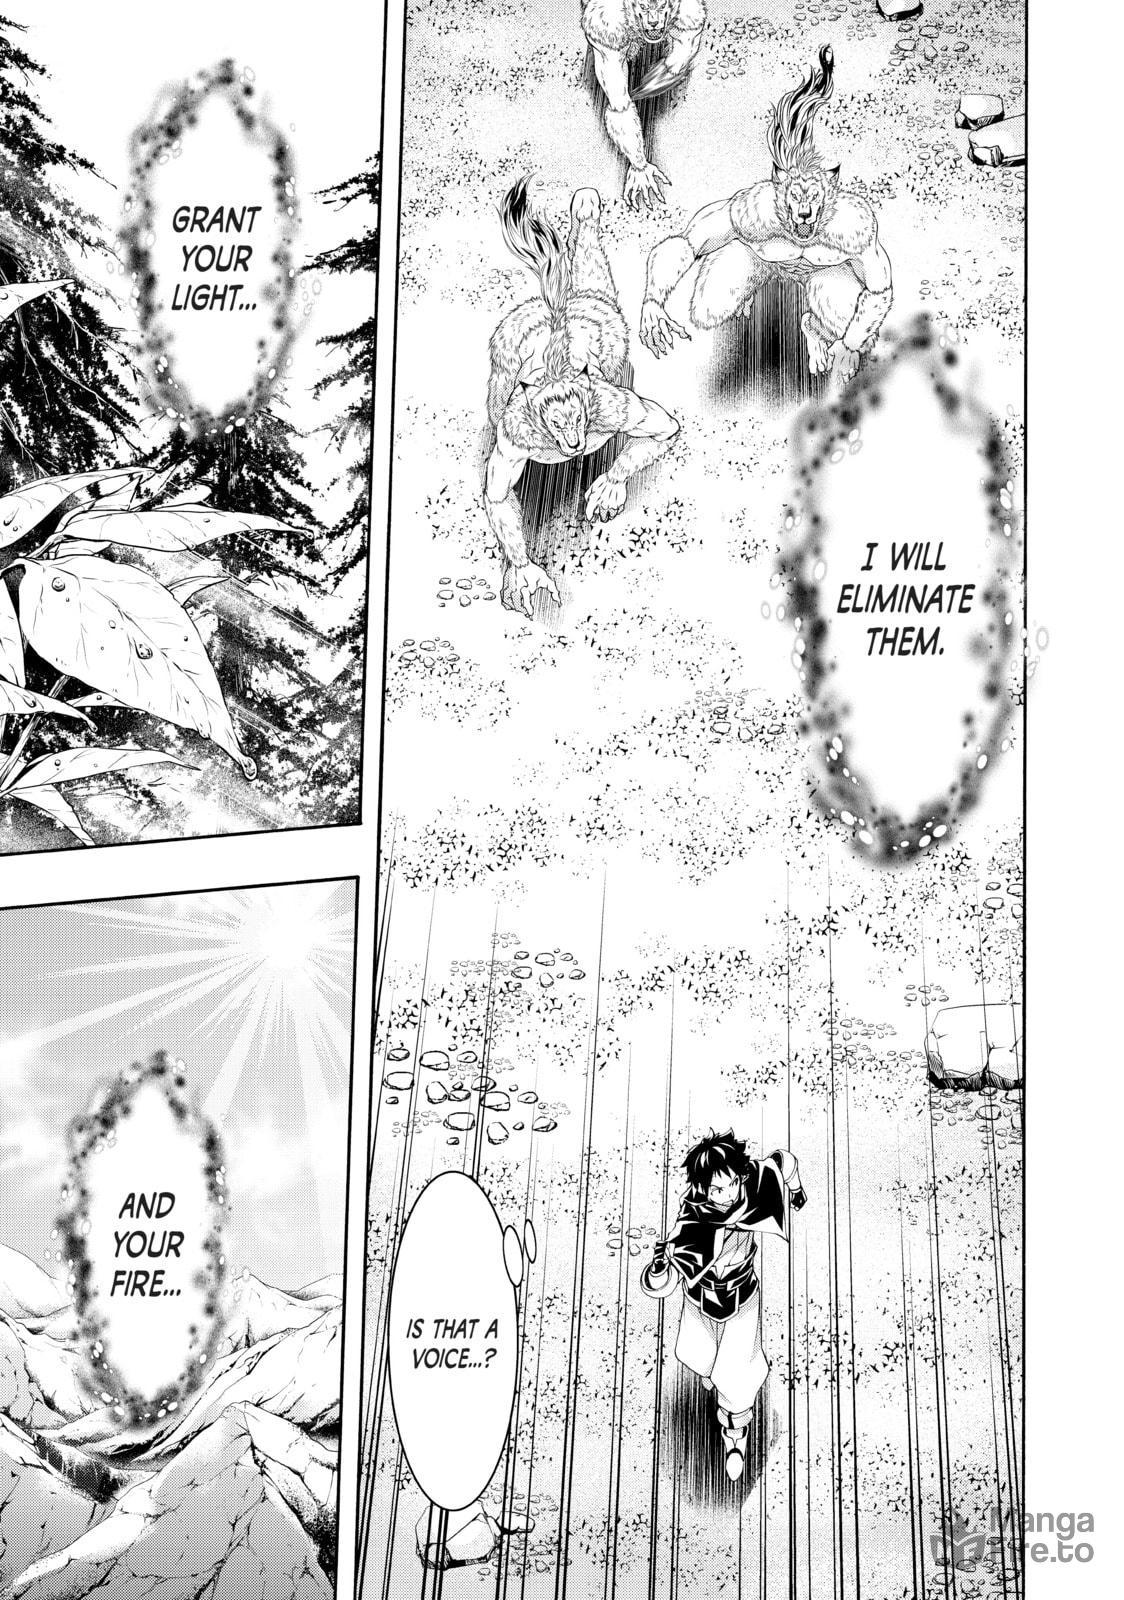 I WILL
ELIMINATE
THEM.
IS THAT A
VOICE...?
GRANT
YOUR
LIGHT...
AND
YOUR
FIRE...
Manga
Fire.to